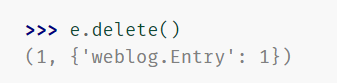 >>> e.delete()
(1, {'weblog.Entry': 1})